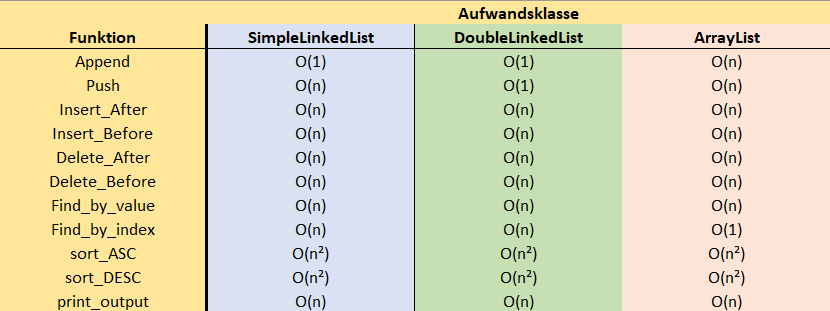 Aufwandsklasse
Funktion SimpleLinkedList DoubleLinkedList ArrayList
Append O(1) O(1) O(n)
Push O(n) O(1) O(n)
Insert_After O(n) O(n) O(n)
Insert_Before O(n) O(n) O(n)
Delete_After O(n) O(n) O(n)
Delete_Before O(n) O(n) O(n)
Find_by_value O(n) O(n) O(n)
Find_by_index O(n) O(n) O(1)
sort_ASC O(n²) O(n²) O(n²)
sort_DESC O(n²) O(n²) O(n²)
print_output O(n) O(n) O(n)